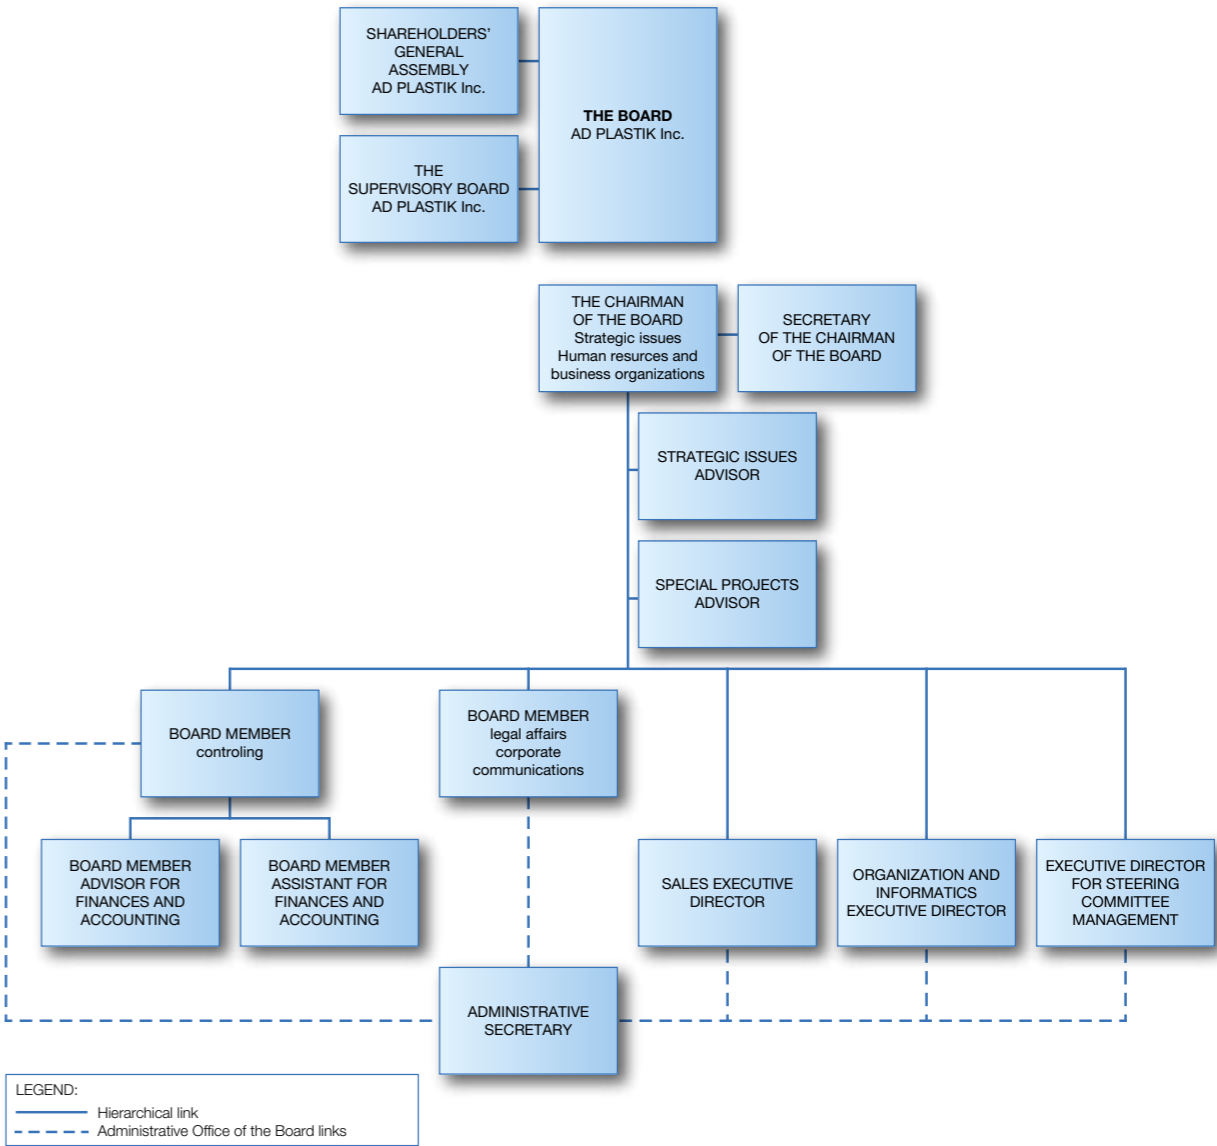 SHAREHOLDERS'
GENERAL
ASSEMBLY
AD PLASTIK Inc.
THE BOARD
AD PLASTIK Inc.
THE
SUPERVISORY BOARD
AD PLASTIK Inc.
THE CHAIRMAN
OF THE BOARD
Strategic issues
Human resurces and
business organizations
SECRETARY
OF THE CHAIRMAN
OF THE BOARD
STRATEGIC ISSUES
ADVISOR
SPECIAL PROJECTS
ADVISOR
BOARD MEMBER
controling
BOARD MEMBER
legal affairs
corporate
communications
BOARD MEMBER
ADVISOR FOR
FINANCES AND
ACCOUNTING
BOARD MEMBER
ASSISTANT FOR
FINANCES AND
ACCOUNTING
SALES EXECUTIVE
DIRECTOR
ORGANIZATION AND
INFORMATICS
EXECUTIVE DIRECTOR
EXECUTIVE DIRECTOR
FOR STEERING
COMMITTEE
MANAGEMENT
ADMINISTRATIVE
SECRETARY
LEGEND:
Hierarchical link
Administrative Office of the Board links